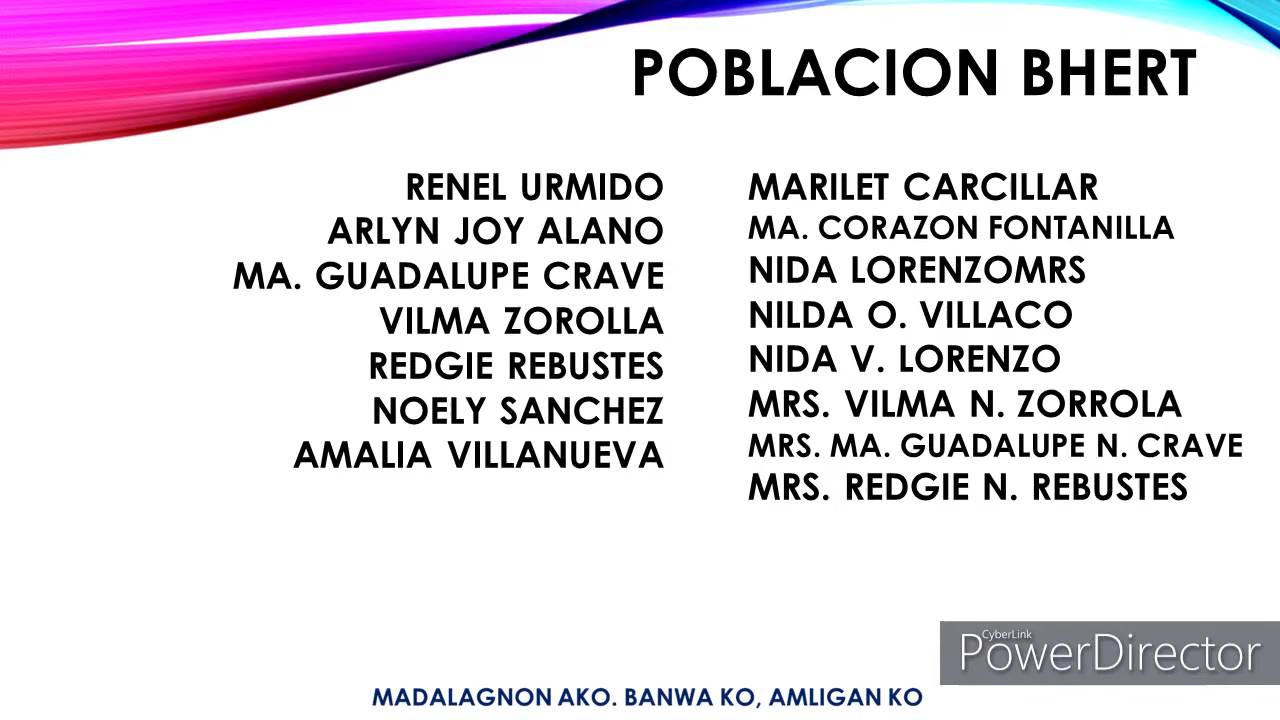 POBLACION BHERT
RENEL URMIDO
ARLYN JOY ALANO
MA. GUADALUPE CRAVE
VILMA ZOROLLA
REDGIE REBUSTES
NOELY SANCHEZ
AMALIA VILLANUEVA
MARILET CARCILLAR
MA. CORAZON FONTANILLA
NIDA LORENZOMRS
NILDA O. VILLACO
NIDA V. LORENZO
MRS. VILMA N. ZORROLA
MRS. MA. GUADALUPE N. CRAVE
MRS. REDGIE N. REBUSTES
CyberLink
PowerDirector
MADALAGNON AKO. BANWA KO, AMLIGAN KO